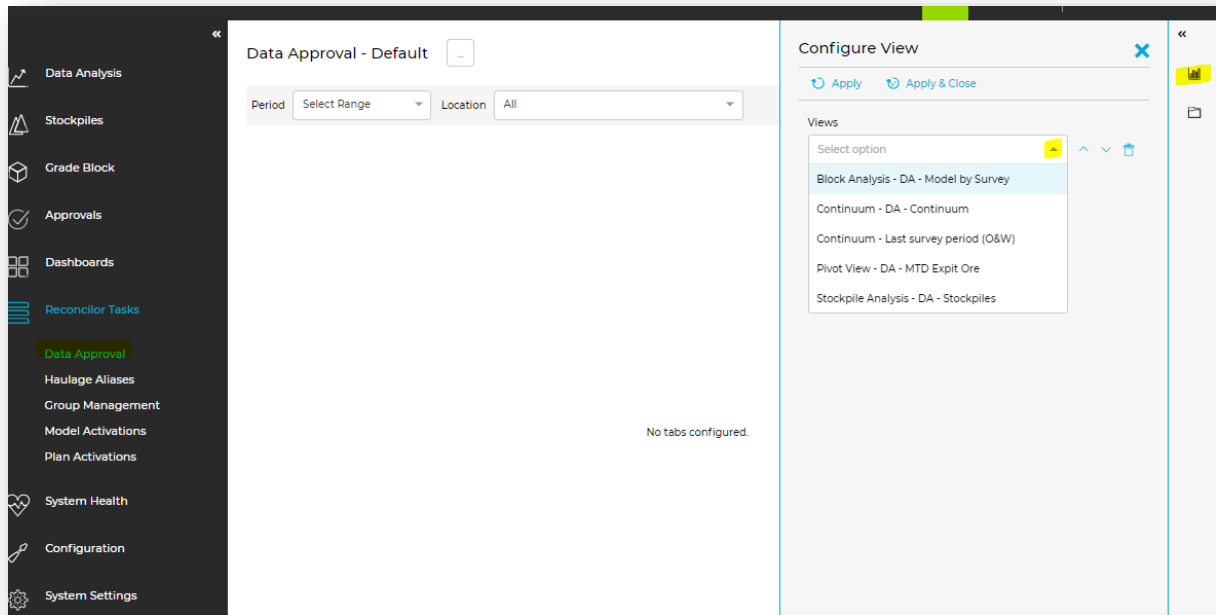 Data Analysis
Stockpiles
Grade Block
Approvals
Dashboards
Reconcilor Tasks
Data Approval
Haulage Aliases
Group Management
Model Activations
Plan Activations
System Health
Configuration
System Settings
Data Approval - Default ...
Period Select Range Location All
No tabs configured.
Configure View
Apply Apply & Close
Views
Select option
Block Analysis - DA - Model by Survey
Continuum - DA - Continuum
Continuum - Last survey period (O&W)
Pivot View - DA - MTD Expit Ore
Stockpile Analysis - DA - Stockpiles